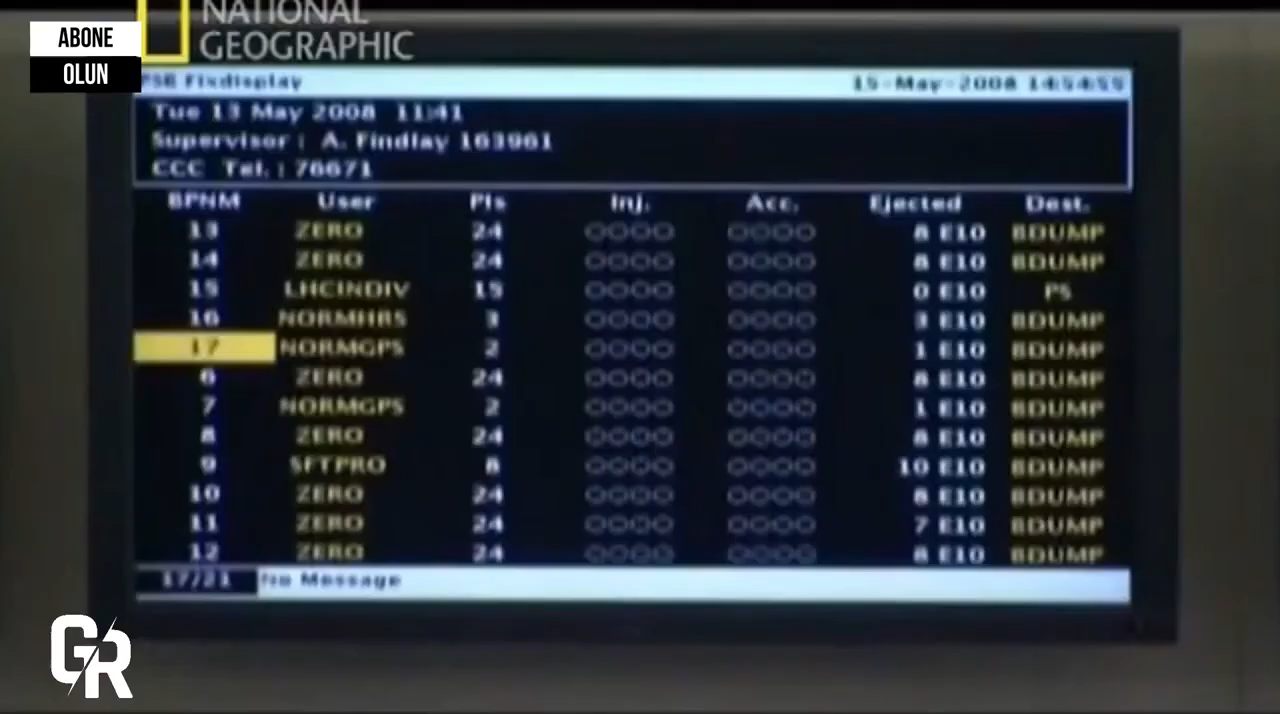 NATIONAL
GEOGRAPHIC
ABONE
OLUN
PSB Fixdisplay 15-May-2008 14:54:55
Tue 13 May 2008 11:41
Supervisor : A. Findlay 163961
CCC Tel. : 76671
BPNM User Pls Inj. Acc. Ejected Dest.
13 ZERO 24 0000 0000 8 E10 BDUMP
14 ZERO 24 0000 0000 8 E10 BDUMP
15 LHCINDIV 15 0000 0000 0 E10 PS
16 NORMHRS 3 0000 0000 3 E10 BDUMP
17 NORMGPS 2 0000 0000 1 E10 BDUMP
6 ZERO 24 0000 0000 8 E10 BDUMP
7 NORMGPS 2 0000 0000 1 E10 BDUMP
8 ZERO 24 0000 0000 8 E10 BDUMP
9 SFTPRO 8 0000 0000 10 E10 BDUMP
10 ZERO 24 0000 0000 8 E10 BDUMP
11 ZERO 24 0000 0000 7 E10 BDUMP
12 ZERO 24 0000 0000 8 E10 BDUMP
17/21 No Message
GR